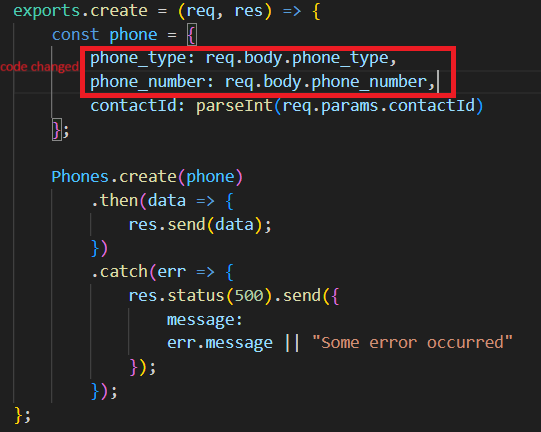 exports.create = (req, res) => {
const phone = {
phone_type: req.body.phone_type,
code changed
phone_number: req.body.phone_number,
contactId: parseInt(req.params.contactId)
};
Phones.create(phone)
.then(data => {
res.send(data);
})
.catch(err => {
res.status(500).send({
message:
err.message || "Some error occurred"
});
});
};